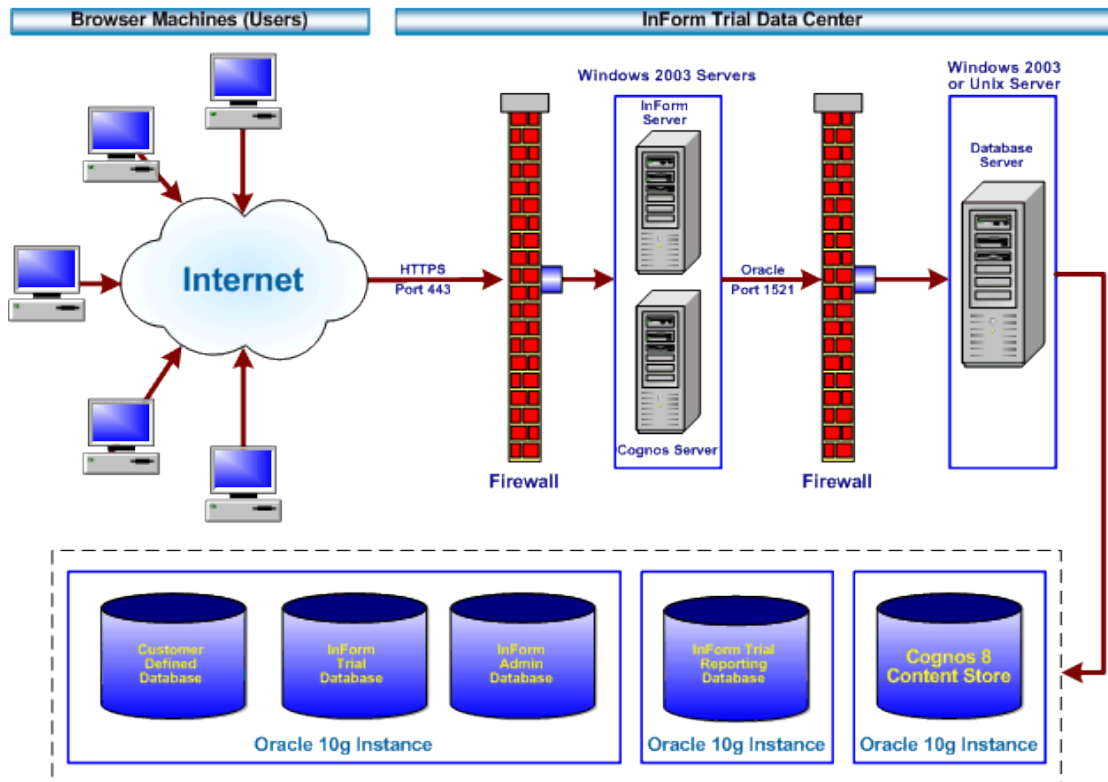 Browser Machines (Users)
InForm Trial Data Center
Windows 2003 Servers
Windows 2003
or Unix Server
InForm
Server
Database
Server
Internet
HTTPS
Port 443
Oracle
Port 1521
Cognos Server
Firewall
Firewall
Customer
Defined
Database
InForm
Trial
Database
InForm
Admin
Database
InForm Trial
Reporting
Database
Cognos 8
Content Store
Oracle 10g Instance
Oracle 10g Instance
Oracle 10g Instance